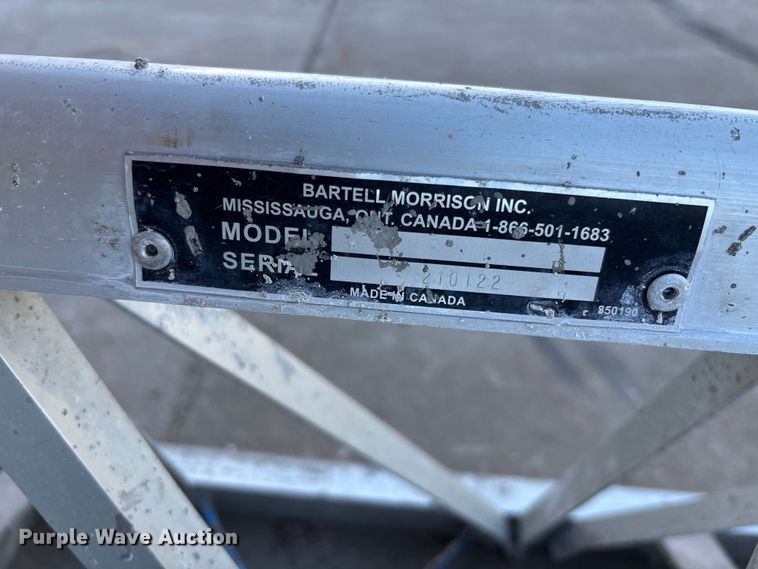 BARTELL MORRISON INC.
MISSISSAUGA, ONT. CANADA 1-866-501-1683
MODEL
SERIAL 210122
MADE IN CANADA
850190
Purple Wave Auction